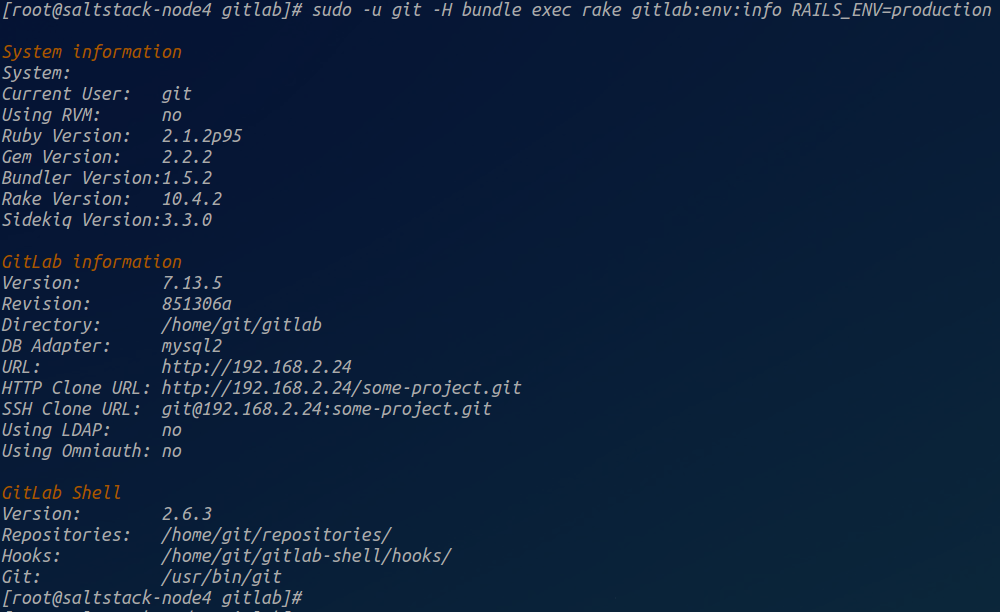 [root@saltstack-node4 gitlab]# sudo -u git -H bundle exec rake gitlab:env:info RAILS_ENV=production
System information
System:
Current User: git
Using RVM: no
Ruby Version: 2.1.2p95
Gem Version: 2.2.2
Bundler Version:1.5.2
Rake Version: 10.4.2
Sidekiq Version:3.3.0
GitLab information
Version: 7.13.5
Revision: 851306a
Directory: /home/git/gitlab
DB Adapter: mysql2
URL: http://192.168.2.24
HTTP Clone URL: http://192.168.2.24/some-project.git
SSH Clone URL: git@192.168.2.24:some-project.git
Using LDAP: no
Using Omniauth: no
GitLab Shell
Version: 2.6.3
Repositories: /home/git/repositories/
Hooks: /home/git/gitlab-shell/hooks/
Git: /usr/bin/git
[root@saltstack-node4 gitlab]#